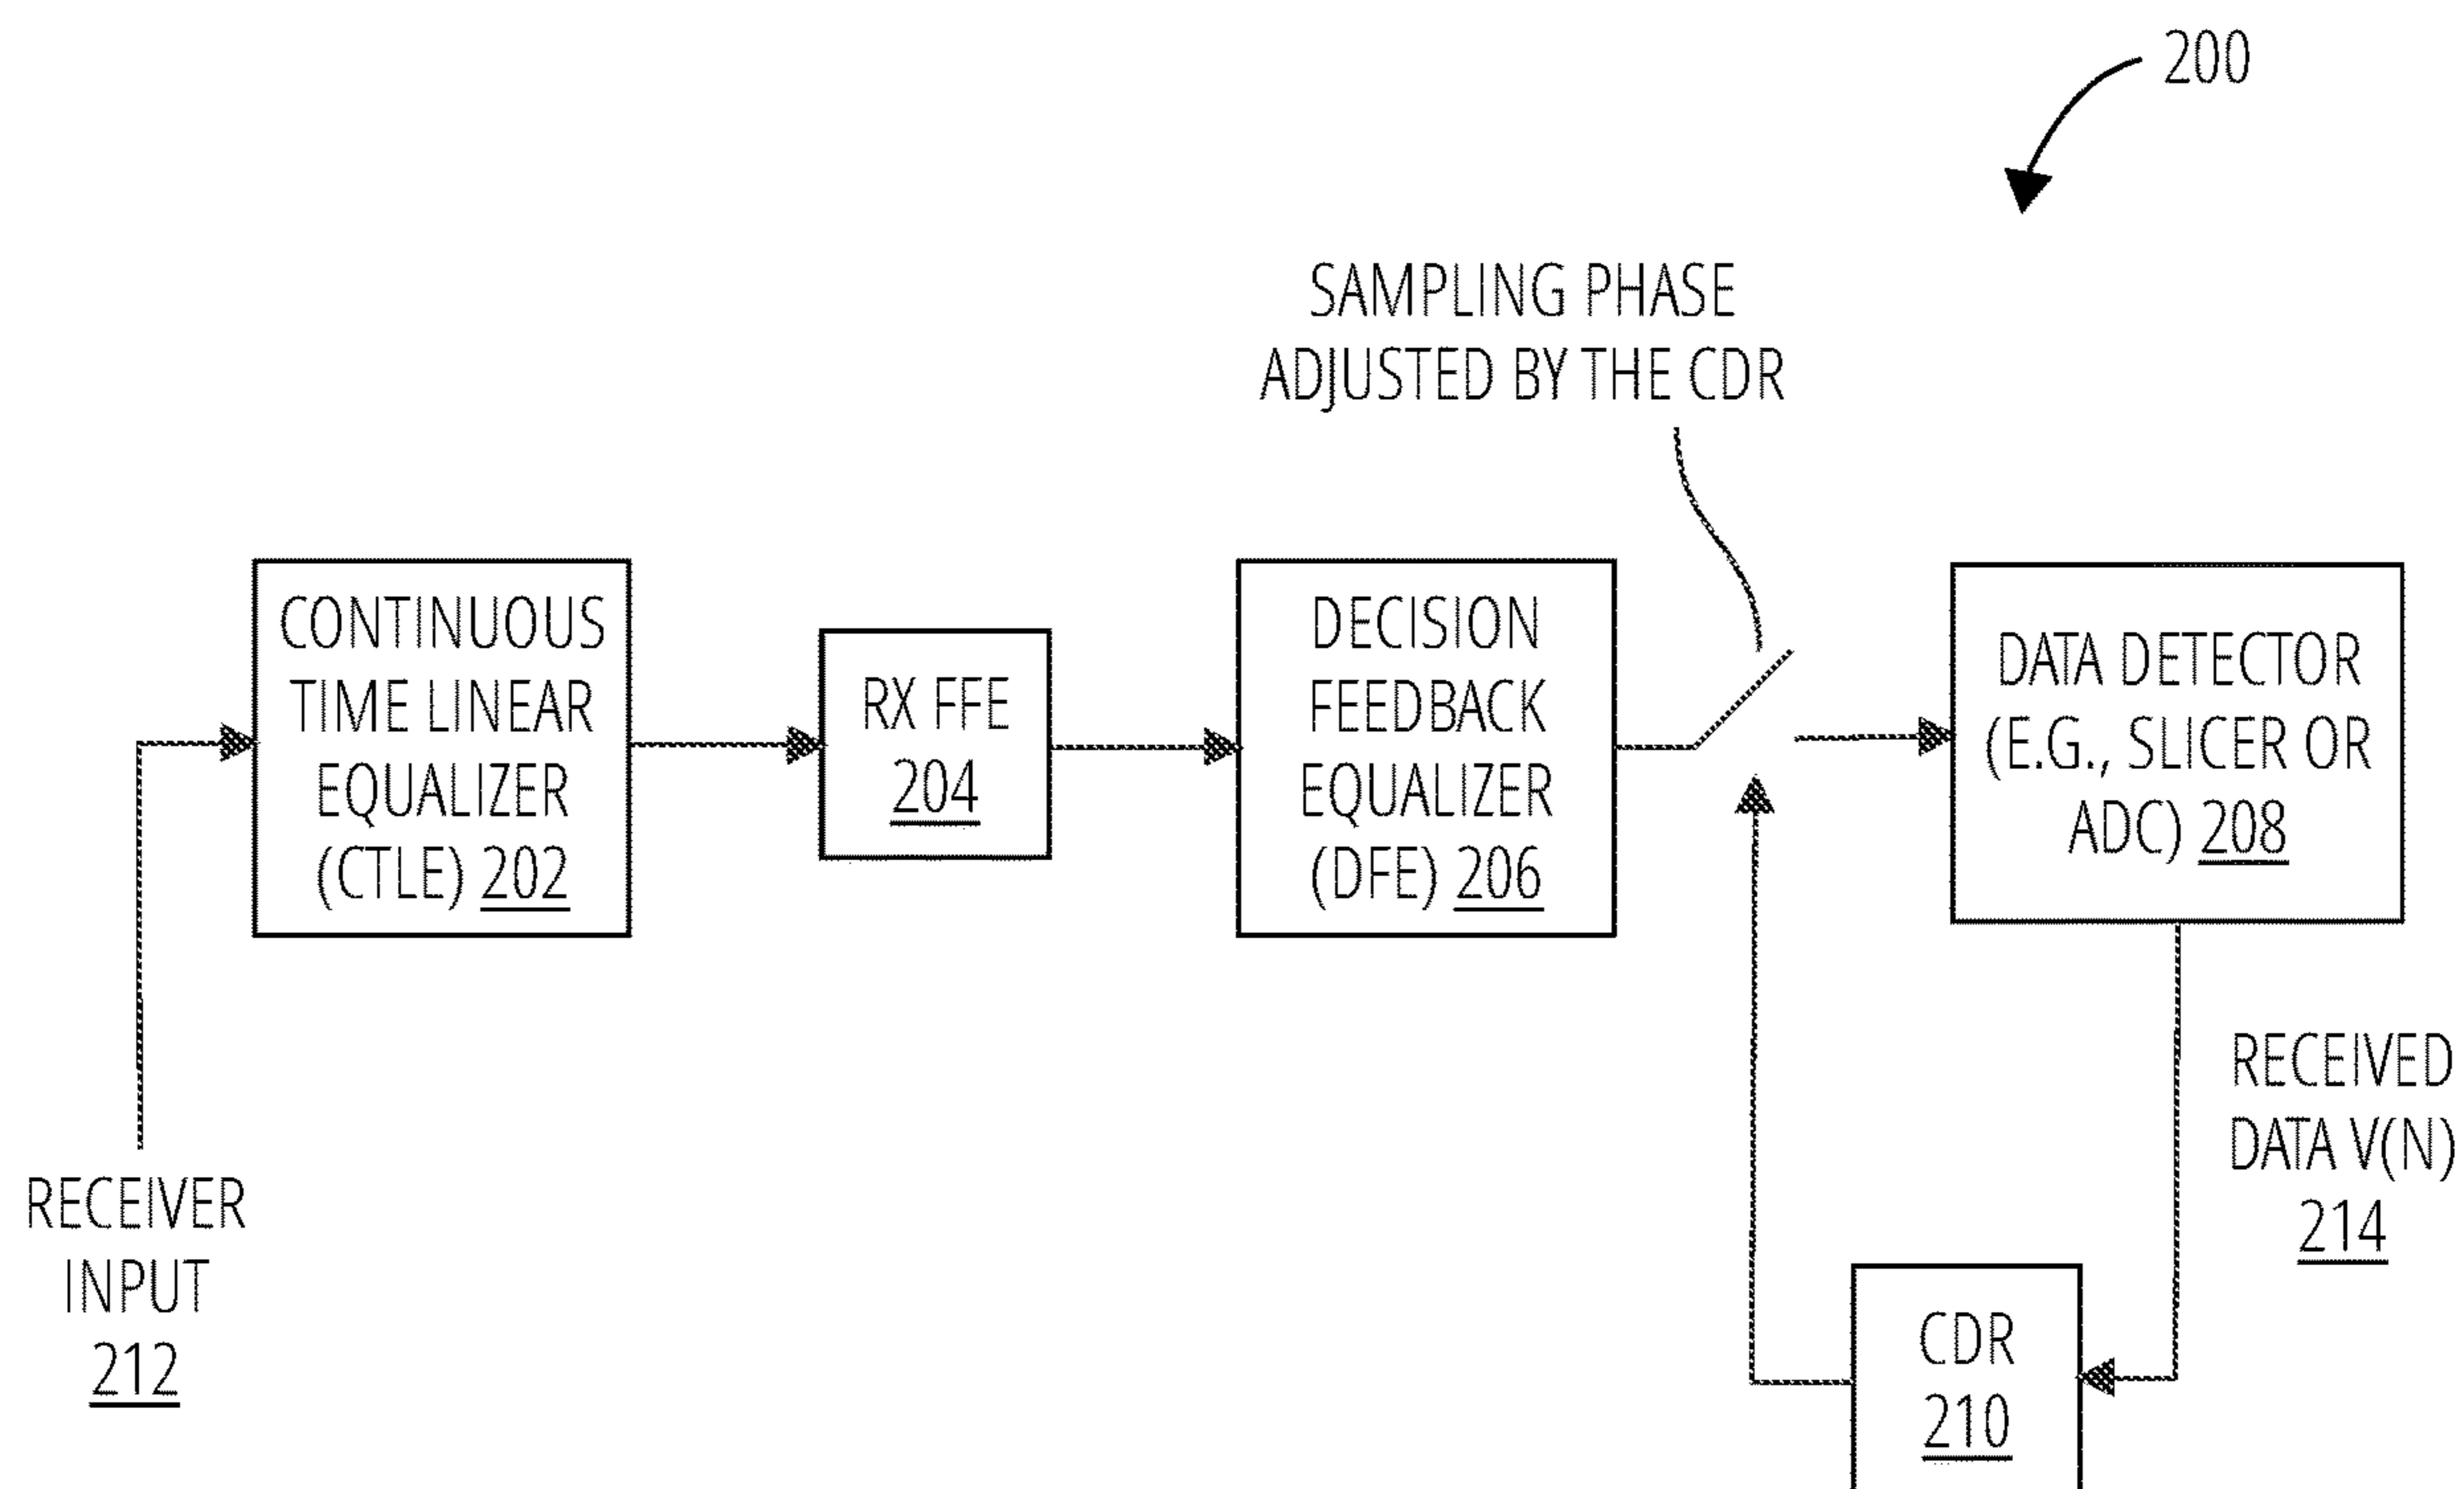 200
SAMPLING PHASE
ADJUSTED BY THE CDR
CONTINUOUS
TIME LINEAR
EQUALIZER
(CTLE) 202
RX FFE
204
DECISION
FEEDBACK
EQUALIZER
(DFE) 206
DATA DETECTOR
(E.G., SLICER OR
ADC) 208
RECEIVED
DATA V(N)
214
RECEIVER
INPUT
212
CDR
210